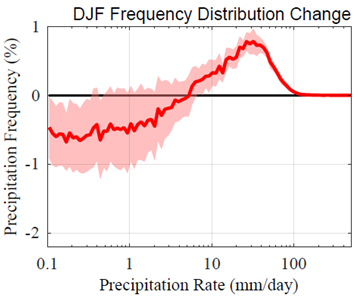 DJF Frequency Distribution Change
Precipitation Frequency (%)
1
0
-1
-2
0.1 1 10 100
Precipitation Rate (mm/day)